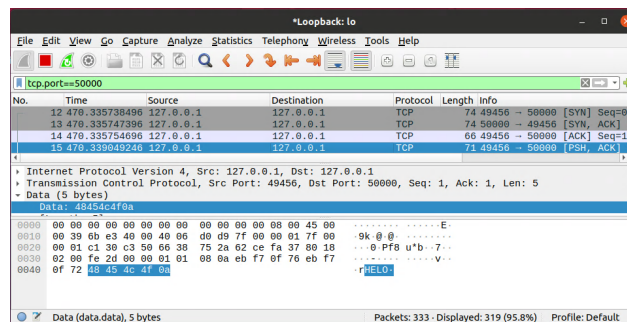 *Loopback: lo
File Edit View Go Capture Analyze Statistics Telephony Wireless Tools Help
tcp.port==50000
No. Time Source Destination Protocol Length Info
12 470.335738496 127.0.0.1 127.0.0.1 TCP 74 49456 → 50000 [SYN] Seq=0
13 470.335747396 127.0.0.1 127.0.0.1 TCP 74 50000 → 49456 [SYN, ACK]
14 470.335754696 127.0.0.1 127.0.0.1 TCP 66 49456 → 50000 [ACK] Seq=1
15 470.339049246 127.0.0.1 127.0.0.1 TCP 71 49456 → 50000 [PSH, ACK]
Internet Protocol Version 4, Src: 127.0.0.1, Dst: 127.0.0.1
Transmission Control Protocol, Src Port: 49456, Dst Port: 50000, Seq: 1, Ack: 1, Len: 5
Data (5 bytes)
Data: 48454c4f0a
0000 00 00 00 00 00 00 00 00 00 00 00 00 08 00 45 00 ········ ······E·
0010 00 39 6b e3 40 00 40 06 d0 d9 7f 00 00 01 7f 00 ·9k·@·@· ········
0020 00 01 c1 30 c3 50 66 38 75 2a 62 ce fa 37 80 18 ···0·Pf8 u*b··7··
0030 02 00 fe 2d 00 00 01 01 08 0a eb f7 0f 76 eb f7 ···-···· ·····v··
0040 0f 72 48 45 4c 4f 0a ·rHELO·
Data (data.data), 5 bytes Packets: 333 · Displayed: 319 (95.8%) Profile: Default